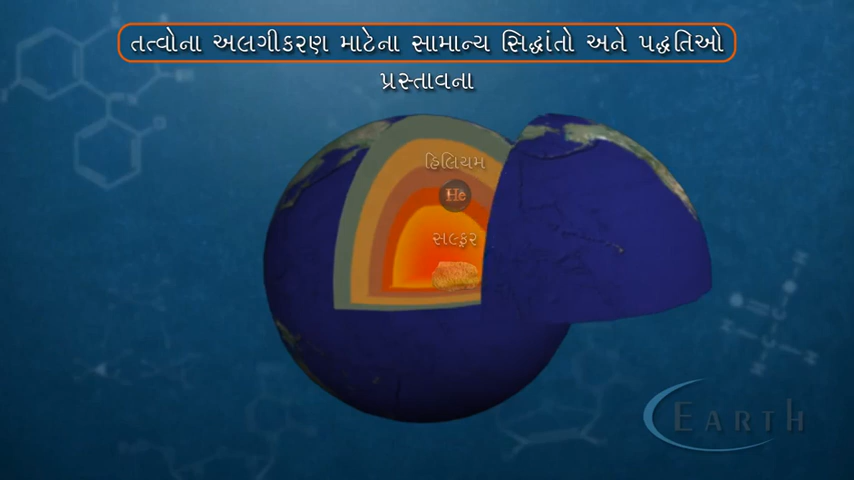 તત્વોના અલગીકરણ માટેના સામાન્ય સિદ્ધાંતો અને પદ્ધતિઓ
પ્રસ્તાવના
હિલિયમ
He
સલ્ફર
EARTH